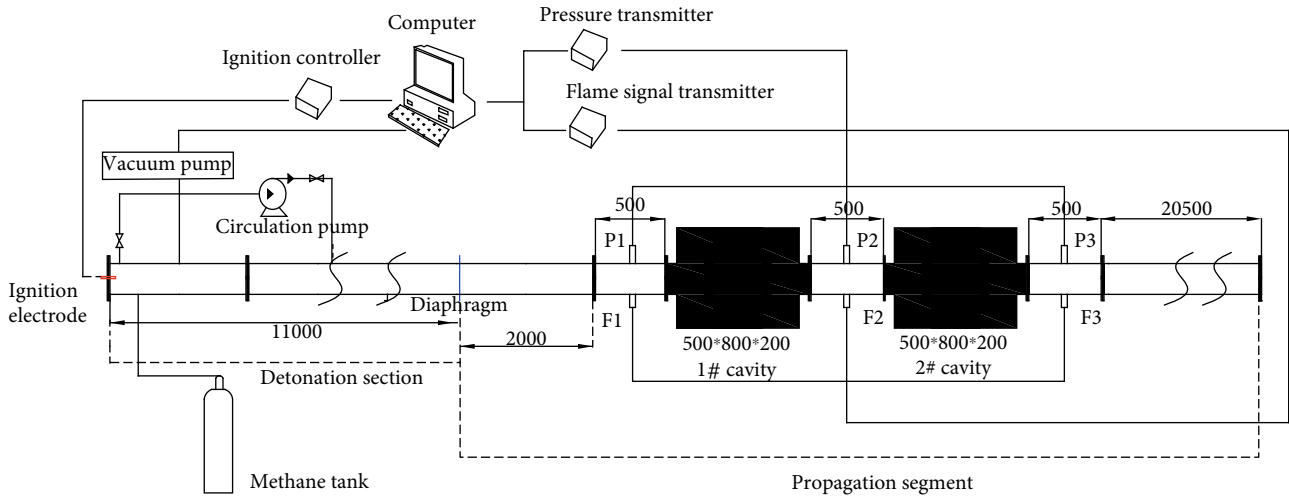 Computer
Pressure transmitter
Ignition controller
Flame signal transmitter
Vacuum pump
Circulation pump
500
500
500
20500
P1
P2
P3
Ignition
electrode
Diaphragm
F1
F2
F3
11000
2000
500*800*200
500*800*200
1# cavity
2# cavity
Detonation section
Methane tank
Propagation segment